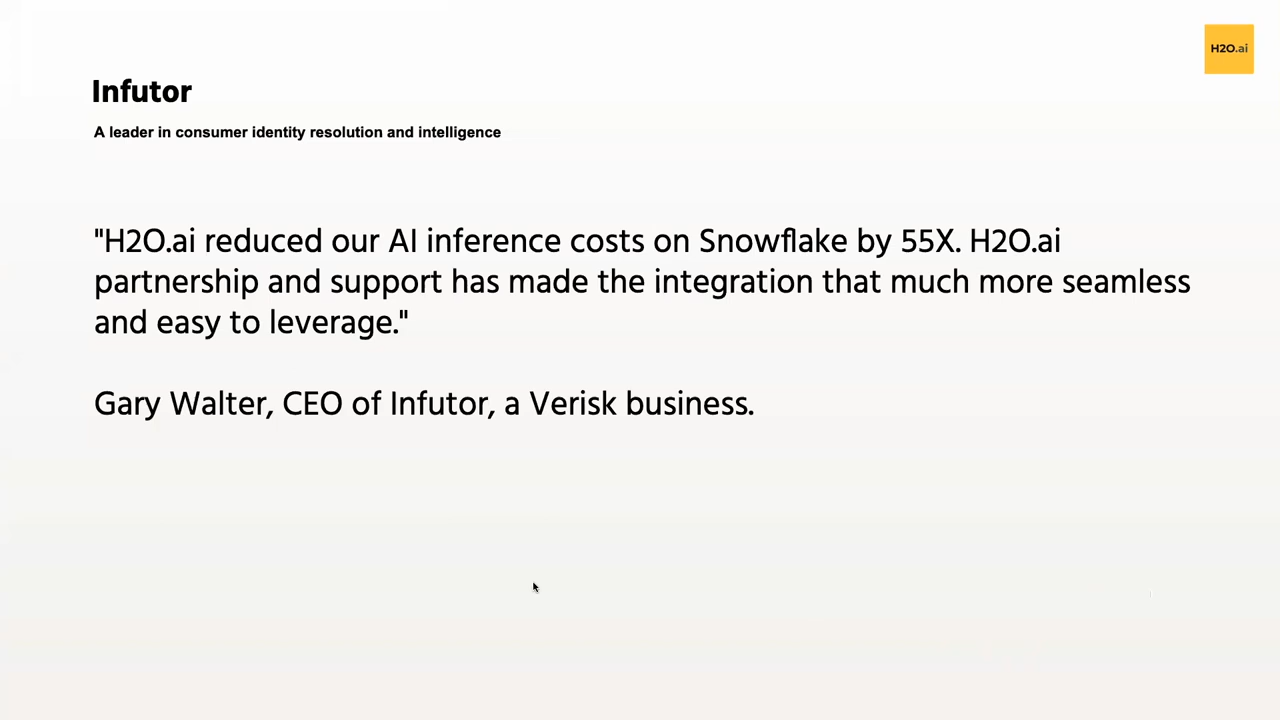 H2O.ai
Infutor
A leader in consumer identity resolution and intelligence
"H2O.ai reduced our AI inference costs on Snowflake by 55X. H2O.ai
partnership and support has made the integration that much more seamless
and easy to leverage."
Gary Walter, CEO of Infutor, a Verisk business.